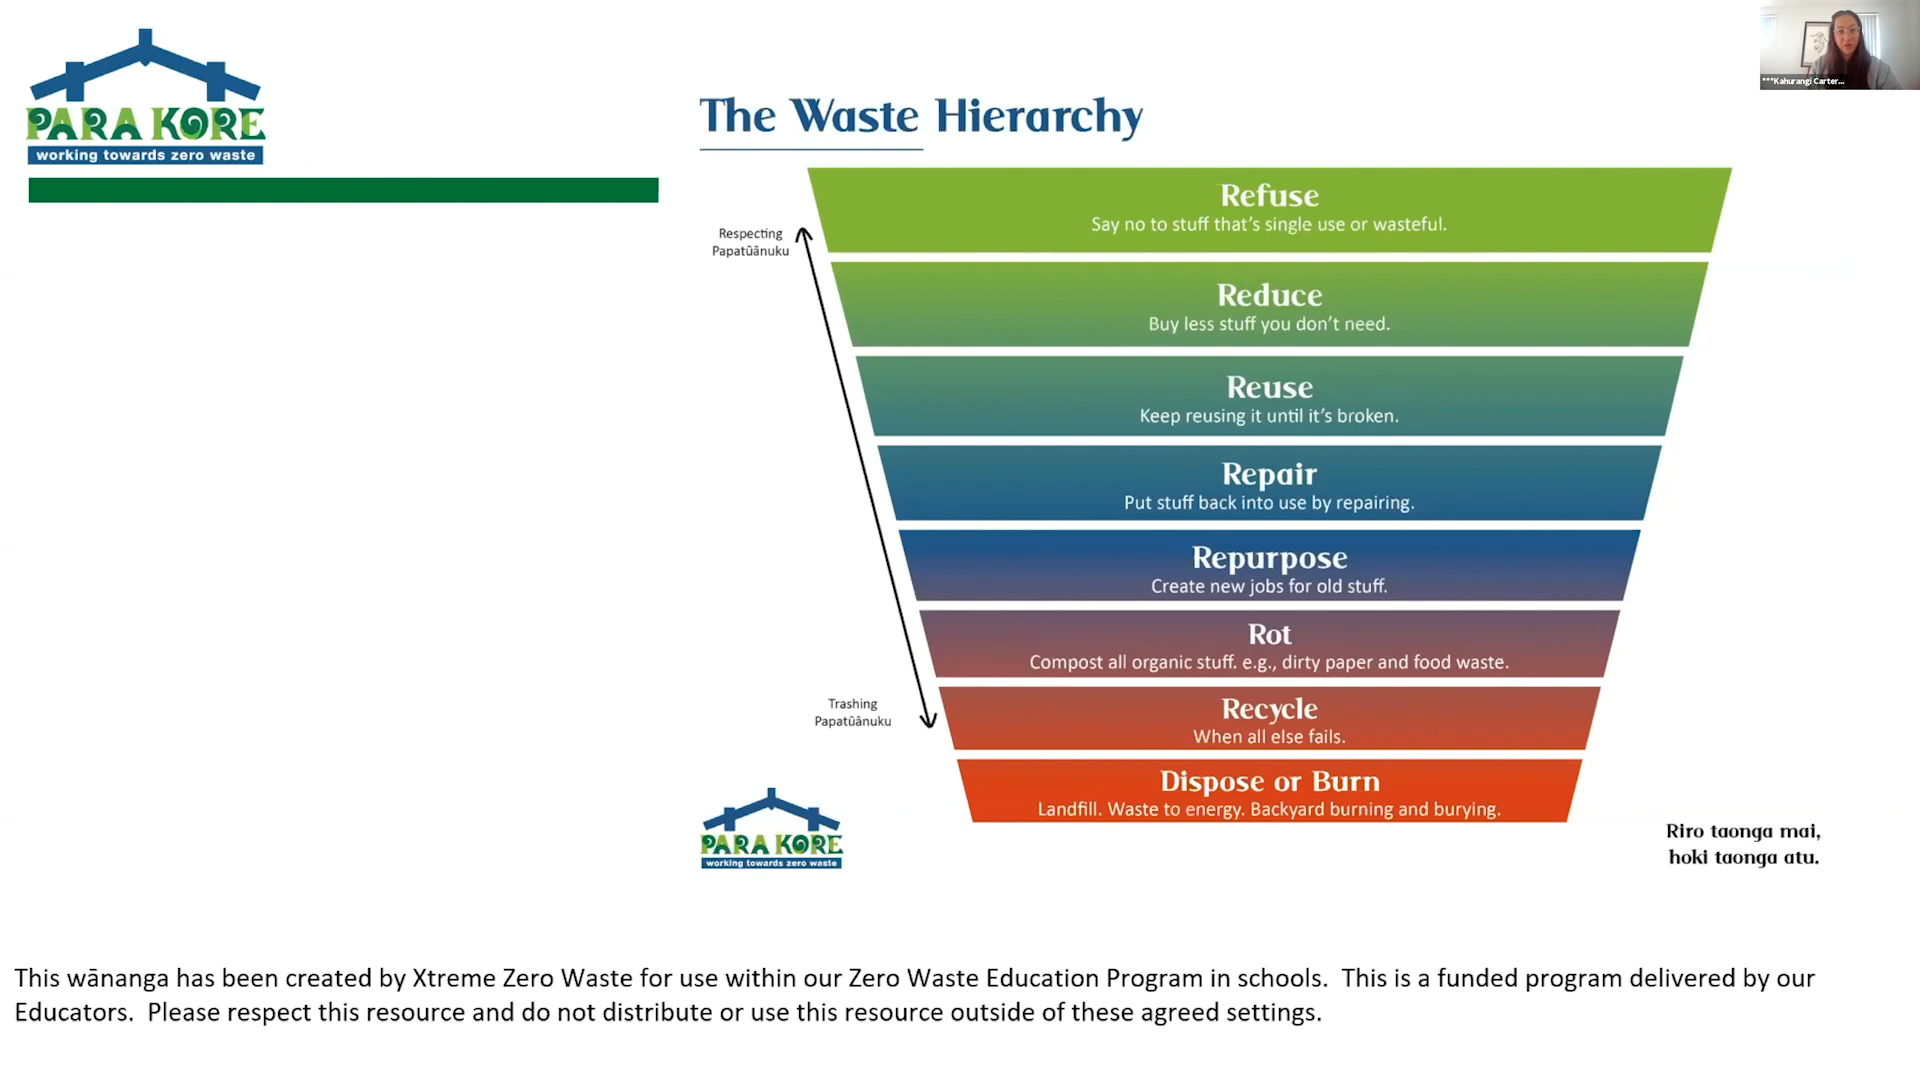 PARA KORE
working towards zero waste
***Kahurangi Carter...
The Waste Hierarchy
Refuse
Say no to stuff that's single use or wasteful.
Respecting
Papatūānuku
Reduce
Buy less stuff you don't need.
Reuse
Keep reusing it until it's broken.
Repair
Put stuff back into use by repairing.
Repurpose
Create new jobs for old stuff.
Rot
Compost all organic stuff. e.g., dirty paper and food waste.
Trashing
Papatūānuku
Recycle
When all else fails.
Dispose or Burn
Landfill. Waste to energy. Backyard burning and burying.
PARA KORE
working towards zero waste
Riro taonga mai,
hoki taonga atu.
This wānanga has been created by Xtreme Zero Waste for use within our Zero Waste Education Program in schools.  This is a funded program delivered by our
Educators.  Please respect this resource and do not distribute or use this resource outside of these agreed settings.